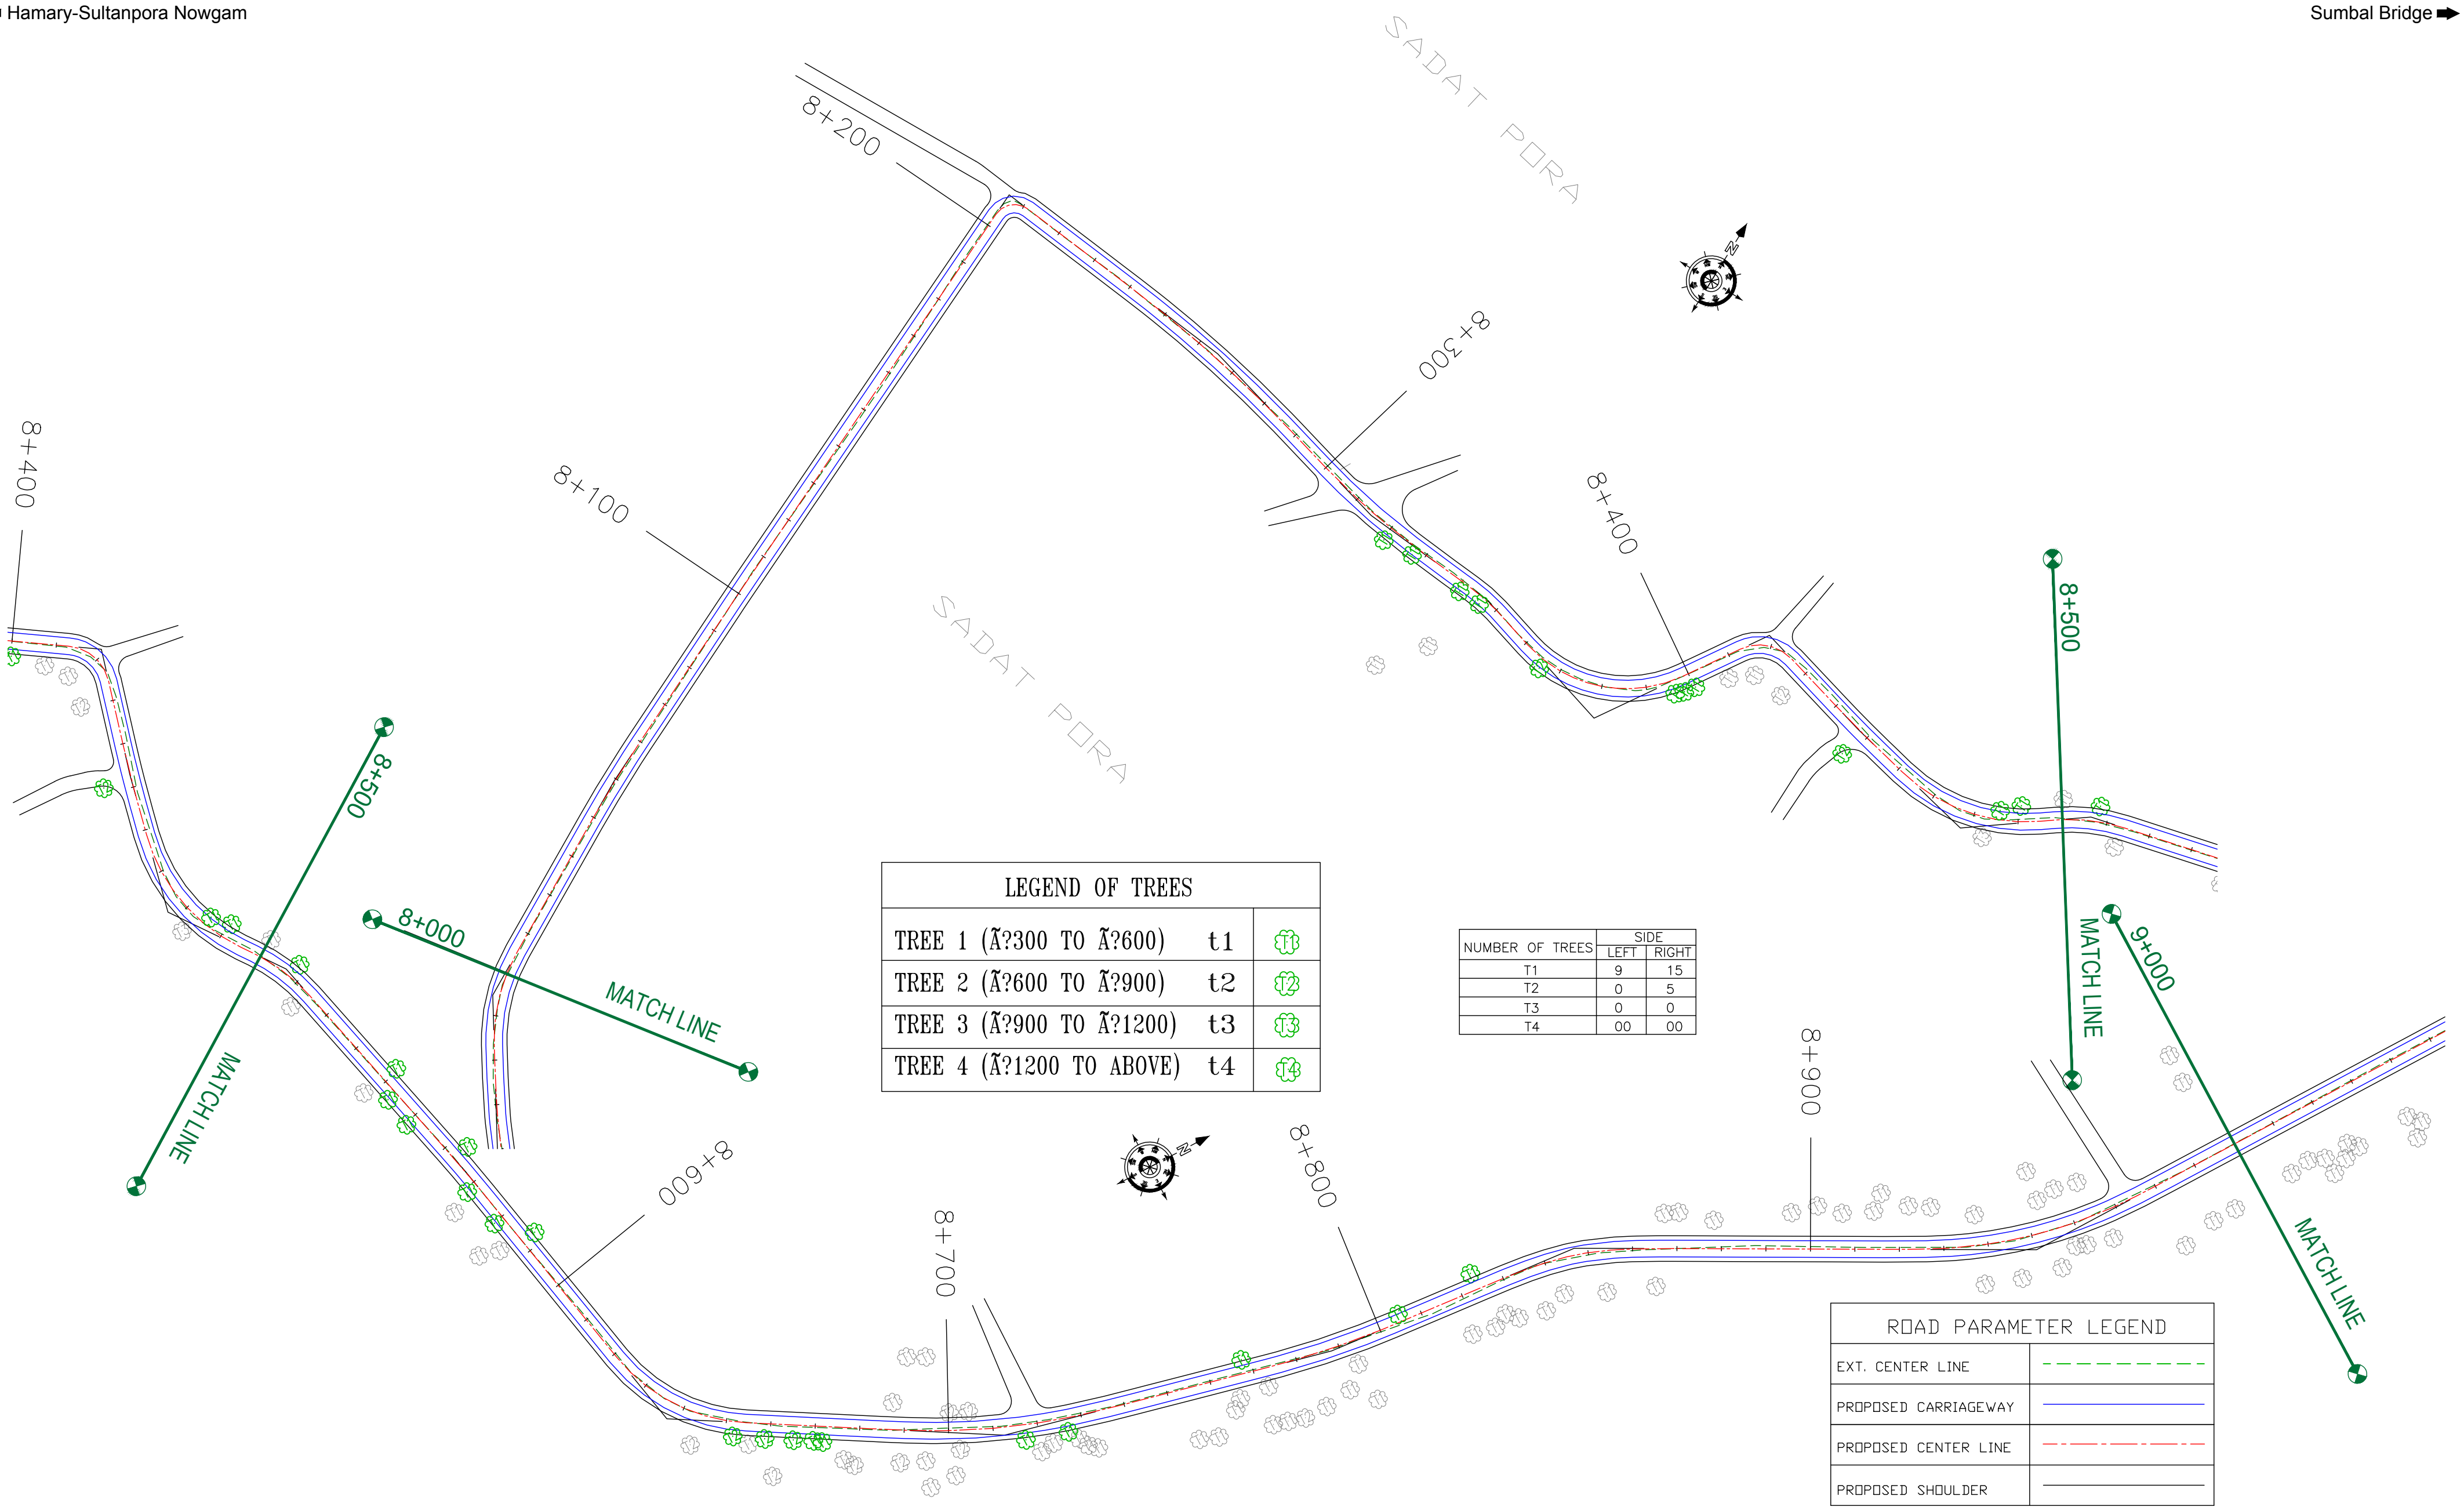 Hamary-Sultanpora Nowgam
Sumbal Bridge
SADAT PORA
8+200
N
8+300
8+400
8+400
8+100
8+500
SADAT PORA
8+500
8+000
MATCH LINE
MATCH LINE
MATCH LINE
9+000
MATCH LINE
LEGEND OF TREES
TREE 1 (Ã?300 TO Ã?600) t1 T1
TREE 2 (Ã?600 TO Ã?900) t2 T2
TREE 3 (Ã?900 TO Ã?1200) t3 T3
TREE 4 (Ã?1200 TO ABOVE) t4 T4
NUMBER OF TREES SIDE
LEFT RIGHT
T1 9 15
T2 0 5
T3 0 0
T4 00 00
8+900
N
8+600
8+800
8+700
ROAD PARAMETER LEGEND
EXT. CENTER LINE
PROPOSED CARRIAGEWAY
PROPOSED CENTER LINE
PROPOSED SHOULDER